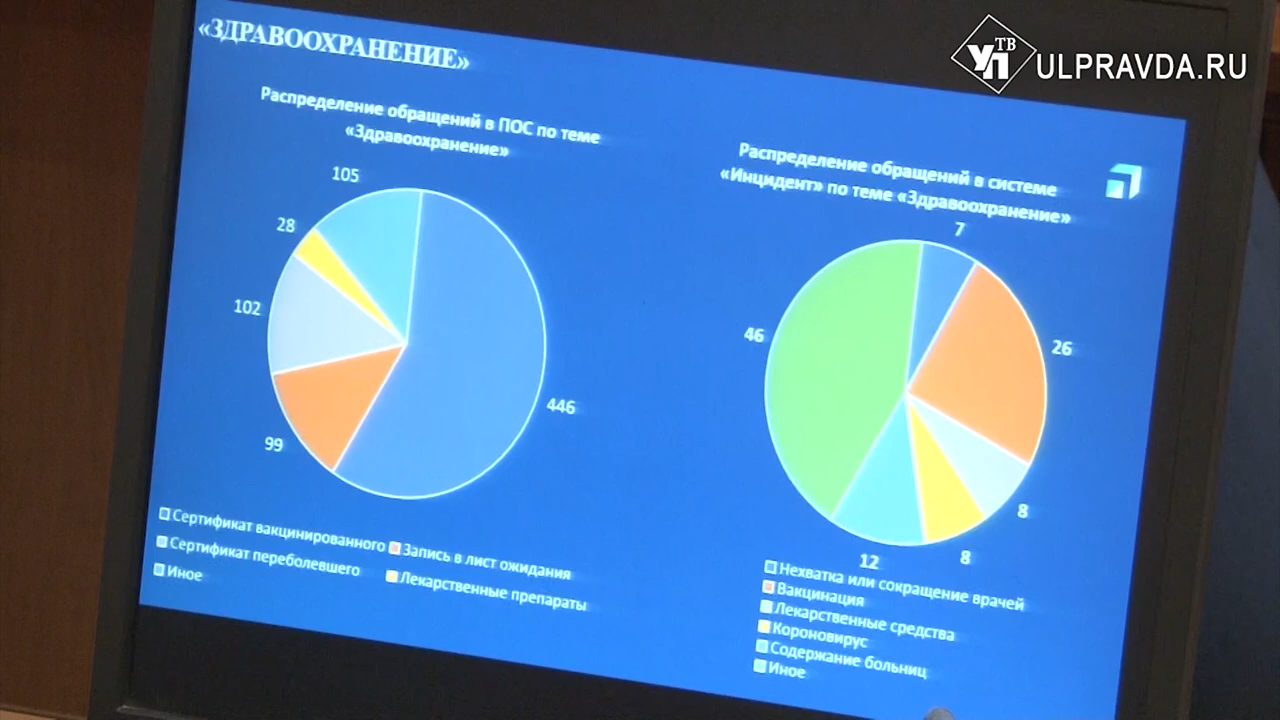 «ЗДРАВООХРАНЕНИЕ»
ТВ
УП
ULPRAVDA.RU
Распределение обращений в ПОС по теме
«Здравоохранение»
105
28
102
99
446
Сертификат вакцинированного
Запись в лист ожидания
Сертификат переболевшего
Лекарственные препараты
Иное
Распределение обращений в системе
«Инцидент» по теме «Здравоохранение»
7
46
26
8
8
12
Нехватка или сокращение врачей
Вакцинация
Лекарственные средства
Короновирус
Содержание больниц
Иное